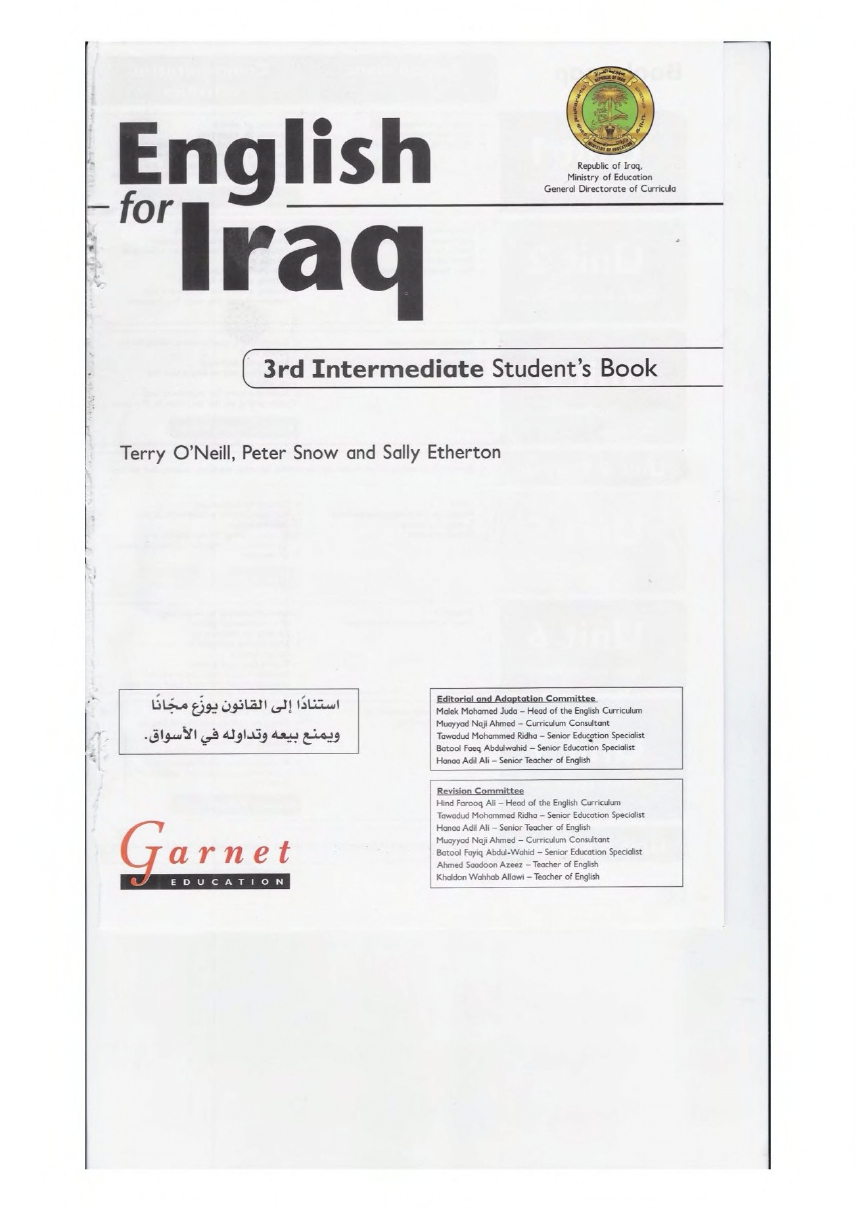 English
for
Iraq
REPUBLIC OF IRAQ
MINISTRY OF EDUCATION
Republic of Iraq,
Ministry of Education
General Directorate of Curricula
3rd Intermediate Student's Book
Terry O'Neill, Peter Snow and Sally Etherton
استنادًا إلى القانون يوزّع مجّانًا
ويمنع بيعه وتداوله في الأسواق.
Garnet
EDUCATION
Editorial and Adaptation Committee
Malek Mohamed Juda – Head of the English Curriculum
Muayyad Naji Ahmed – Curriculum Consultant
Tawadud Mohammed Ridha – Senior Education Specialist
Batool Faeq Abdulwahid – Senior Education Specialist
Hanaa Adil Ali – Senior Teacher of English
Revision Committee
Hind Farooq Ali – Head of the English Curriculum
Tawadud Mohammed Ridha – Senior Education Specialist
Hanaa Adil Ali – Senior Teacher of English
Muayyad Naji Ahmed – Curriculum Consultant
Batool Fayiq Abdul-Wahid – Senior Education Specialist
Ahmed Saadoon Azeez – Teacher of English
Khaldon Wahhab Allawi – Teacher of English